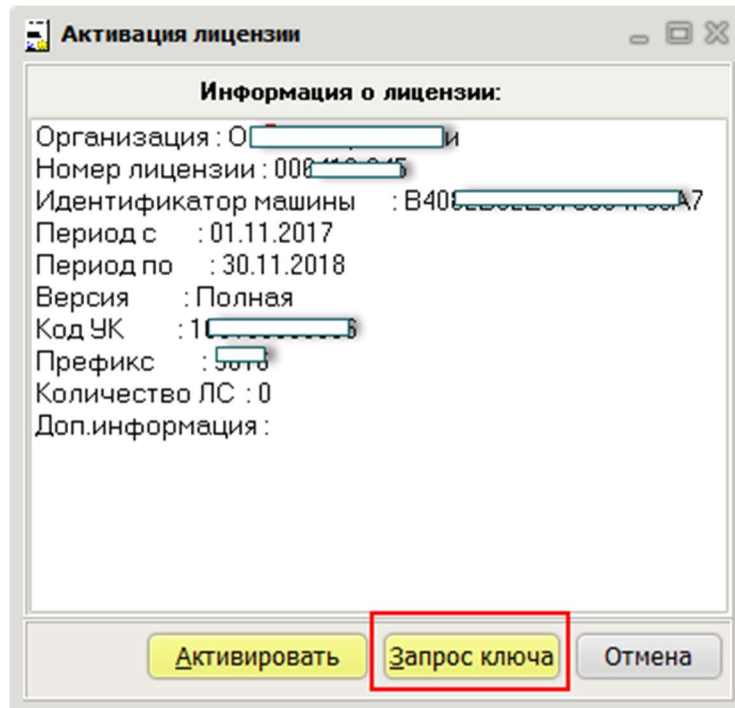 Активация лицензии
Информация о лицензии:
Организация :
Номер лицензии :
Идентификатор машины :
Период с : 01.11.2017
Период по : 30.11.2018
Версия : Полная
Код УК :
Префикс :
Количество ЛС : 0
Доп.информация :
Активировать Запрос ключа Отмена